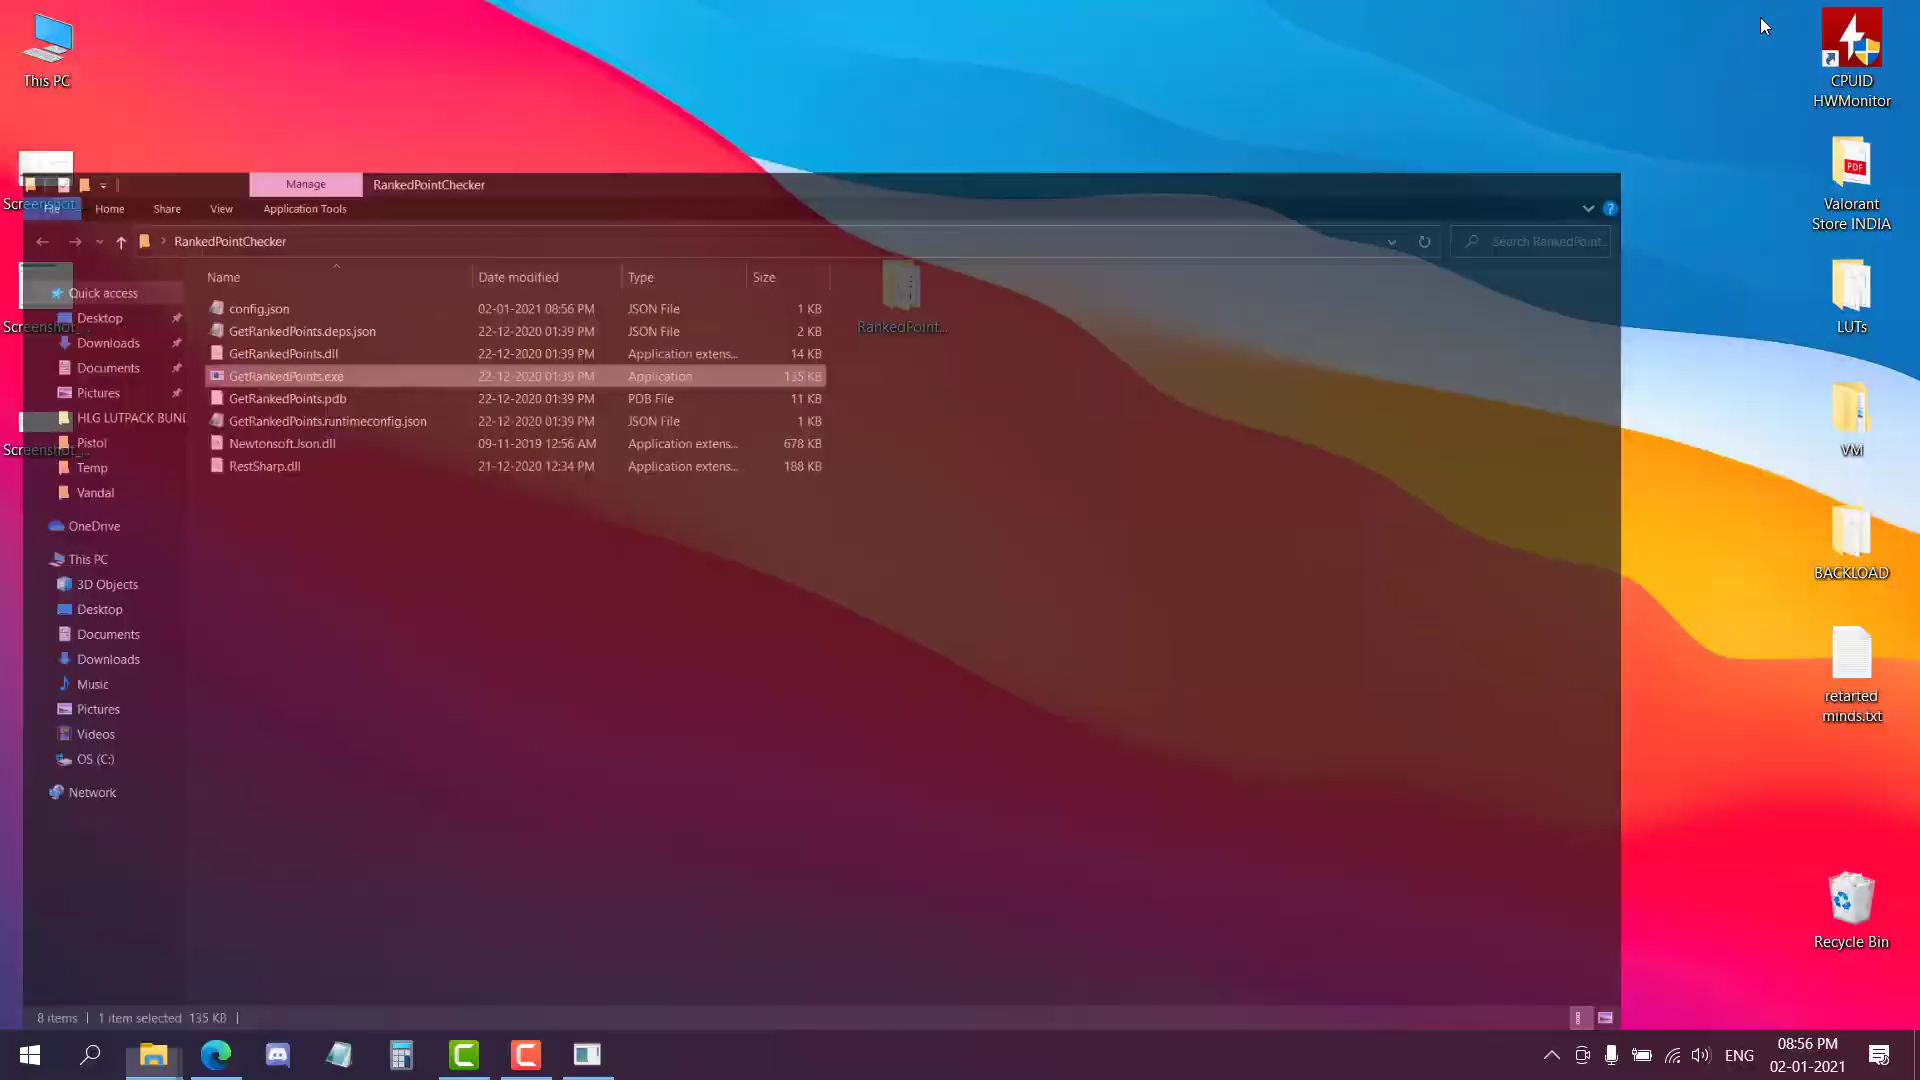 This PC
CPUID
HWMonitor
Manage
RankedPointChecker
File
Home
Share
View
Application Tools
Screenshot
RankedPointChecker
Search RankedPoint...
PDF
Valorant
Store INDIA
Name
Date modified
Type
Size
Quick access
Desktop
Downloads
Documents
Pictures
HLG LUTPACK BUNI
Pistol
Temp
Vandal
OneDrive
This PC
3D Objects
Desktop
Documents
Downloads
Music
Pictures
Videos
OS (C:)
Network
Screenshot_...
Screenshot_...
config.json 02-01-2021 08:56 PM JSON File 1 KB
GetRankedPoints.deps.json 22-12-2020 01:39 PM JSON File 2 KB
GetRankedPoints.dll 22-12-2020 01:39 PM Application extens... 14 KB
GetRankedPoints.exe 22-12-2020 01:39 PM Application 135 KB
GetRankedPoints.pdb 22-12-2020 01:39 PM PDB File 11 KB
GetRankedPoints.runtimeconfig.json 22-12-2020 01:39 PM JSON File 1 KB
Newtonsoft.Json.dll 09-11-2019 12:56 AM Application extens... 678 KB
RestSharp.dll 21-12-2020 12:34 PM Application extens... 188 KB
RankedPoint...
LUTs
VM
BACKLOAD
retarted
minds.txt
Recycle Bin
8 items
1 item selected 135 KB
ENG
08:56 PM
02-01-2021